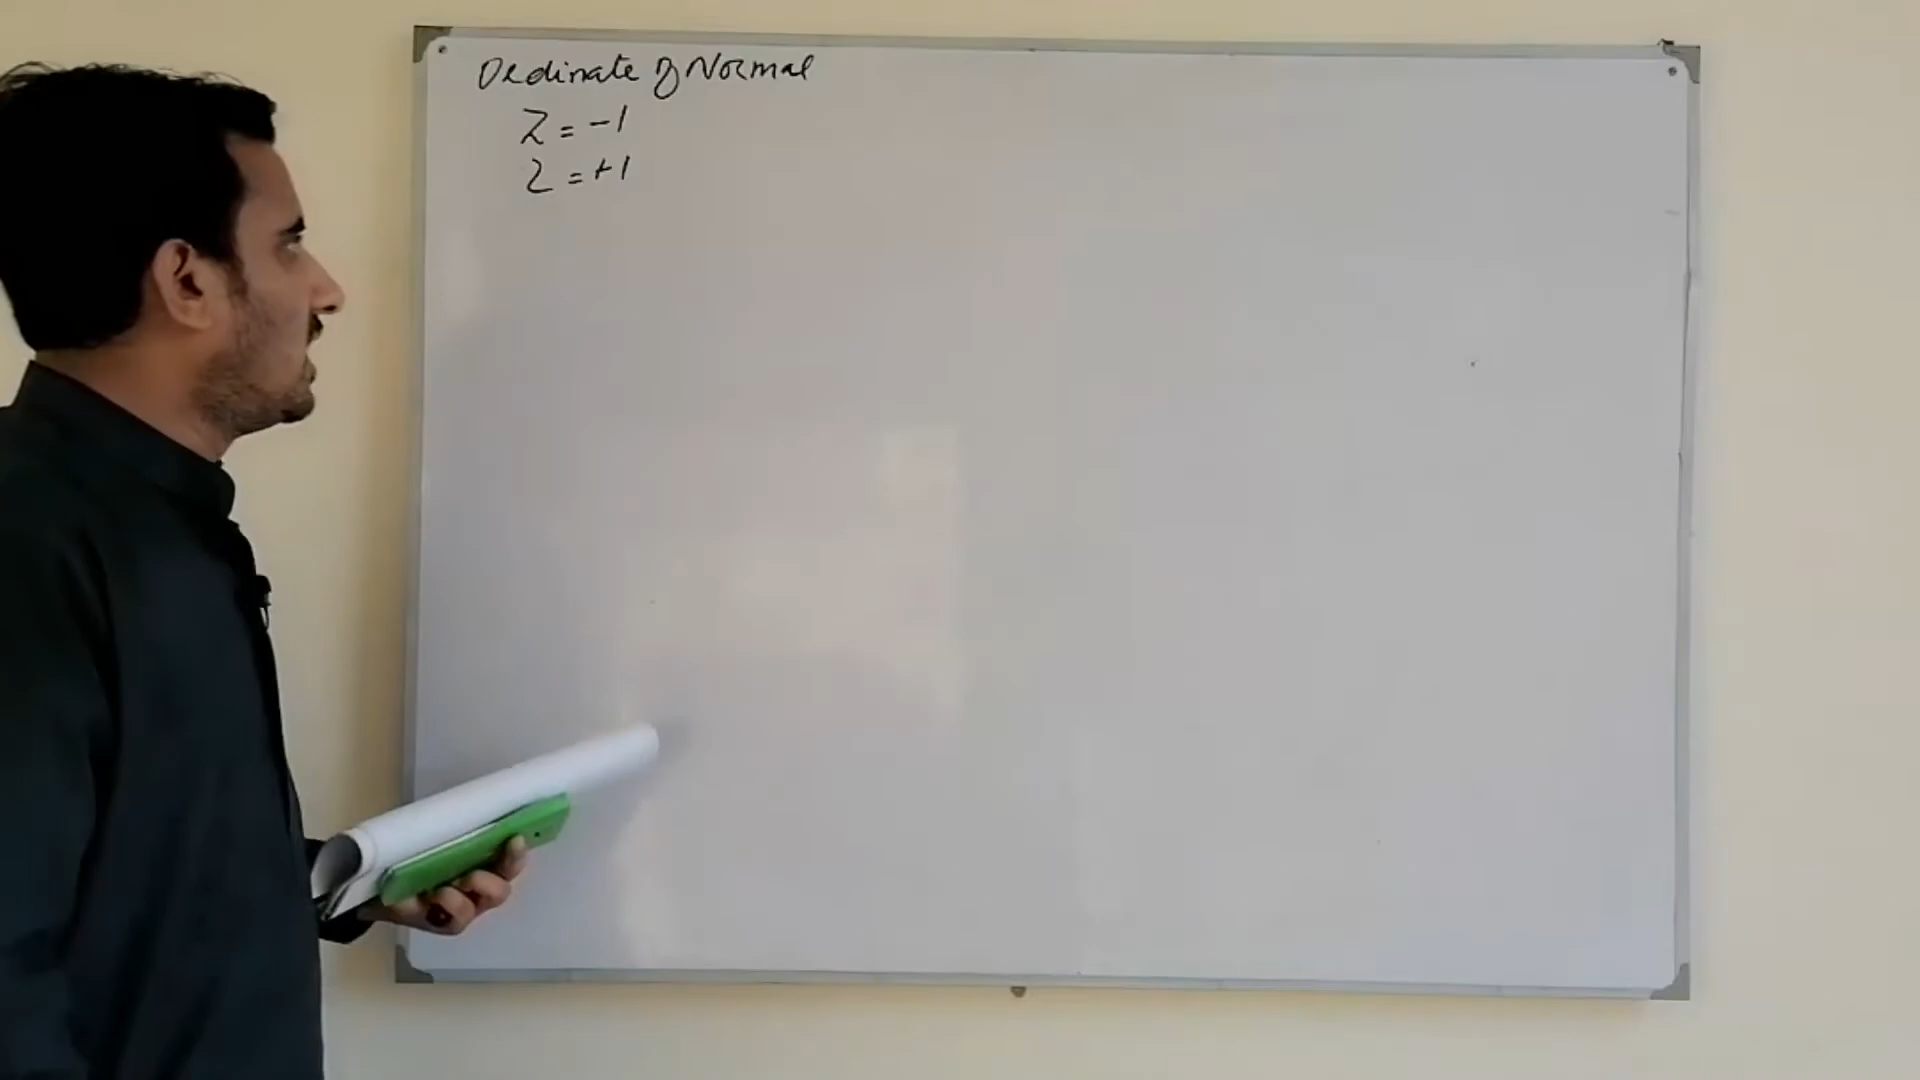 Ordinate of Normal
Z = -1
Z = +1